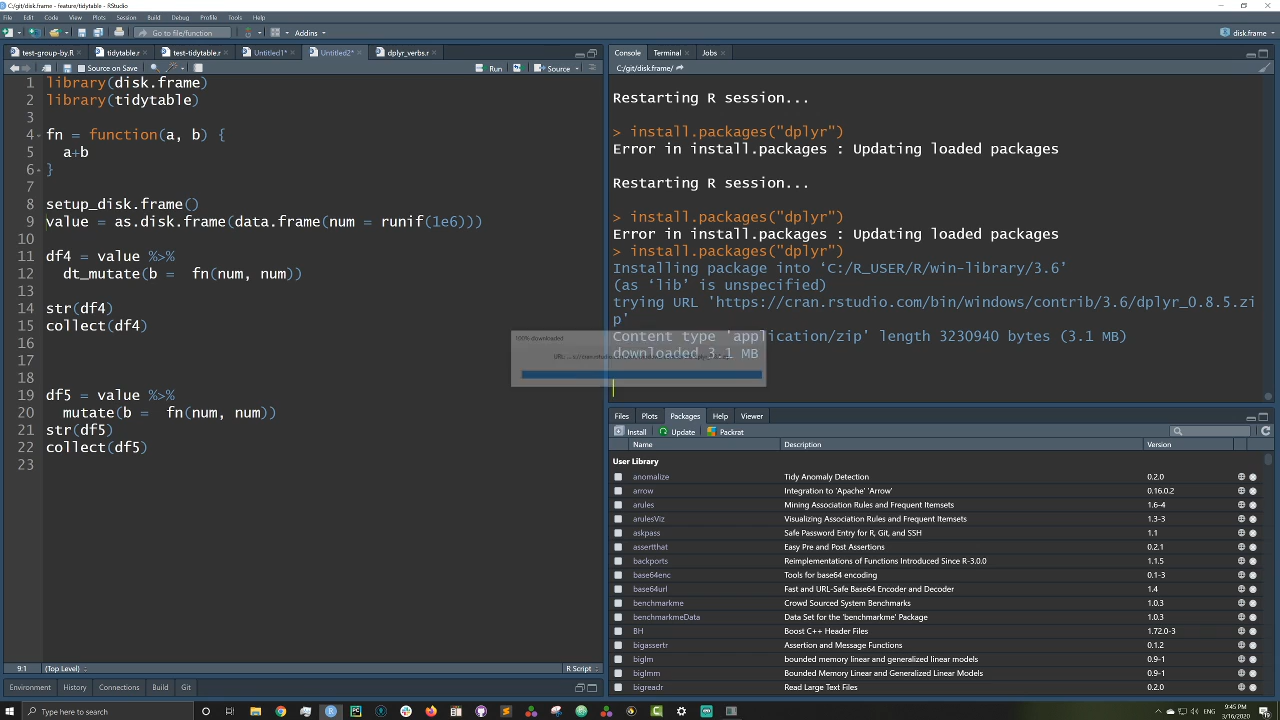 C:/git/disk.frame - feature/tidytable - RStudio
File Edit Code View Plots Session Build Debug Profile Tools Help
Go to file/function Addins disk.frame
test-group-by.R tidytable.r test-tidytable.r Untitled1* Untitled2* dplyr_verbs.r
Source on Save Run Source
1 library(disk.frame)
2 library(tidytable)
3
4 fn = function(a, b) {
5 a+b
6 }
7
8 setup_disk.frame()
9 value = as.disk.frame(data.frame(num = runif(1e6)))
10
11 df4 = value %>%
12 dt_mutate(b =  fn(num, num))
13
14 str(df4)
15 collect(df4)
16
17
18
19 df5 = value %>%
20 mutate(b =  fn(num, num))
21 str(df5)
22 collect(df5)
23
9:1 (Top Level) R Script
Environment History Connections Build Git
Console Terminal Jobs
C:/git/disk.frame/
Restarting R session...
> install.packages("dplyr")
Error in install.packages : Updating loaded packages
Restarting R session...
> install.packages("dplyr")
Error in install.packages : Updating loaded packages
> install.packages("dplyr")
Installing package into ‘C:/R_USER/R/win-library/3.6’
(as ‘lib’ is unspecified)
trying URL 'https://cran.rstudio.com/bin/windows/contrib/3.6/dplyr_0.8.5.zi
p'
Content type 'application/zip' length 3230940 bytes (3.1 MB)
downloaded 3.1 MB
100% downloaded
Files Plots Packages Help Viewer
Install Update Packrat
Name Description Version
User Library
anomalize Tidy Anomaly Detection 0.2.0
arrow Integration to 'Apache' 'Arrow' 0.16.0.2
arules Mining Association Rules and Frequent Itemsets 1.6-4
arulesViz Visualizing Association Rules and Frequent Itemsets 1.3-3
askpass Safe Password Entry for R, Git, and SSH 1.1
assertthat Easy Pre and Post Assertions 0.2.1
backports Reimplementations of Functions Introduced Since R-3.0.0 1.1.5
base64enc Tools for base64 encoding 0.1-3
base64url Fast and URL-Safe Base64 Encoder and Decoder 1.4
benchmarkme Crowd Sourced System Benchmarks 1.0.3
benchmarkmeData Data Set for the 'benchmarkme' Package 1.0.3
BH Boost C++ Header Files 1.72.0-3
bigassertr Assertion and Message Functions 0.1.2
biglm bounded memory linear and generalized linear models 0.9-1
biglmm Bounded Memory Linear and Generalized Linear Models 0.9-1
bigreadr Read Large Text Files 0.2.0
Type here to search
ENG
9:45 PM
3/16/2020